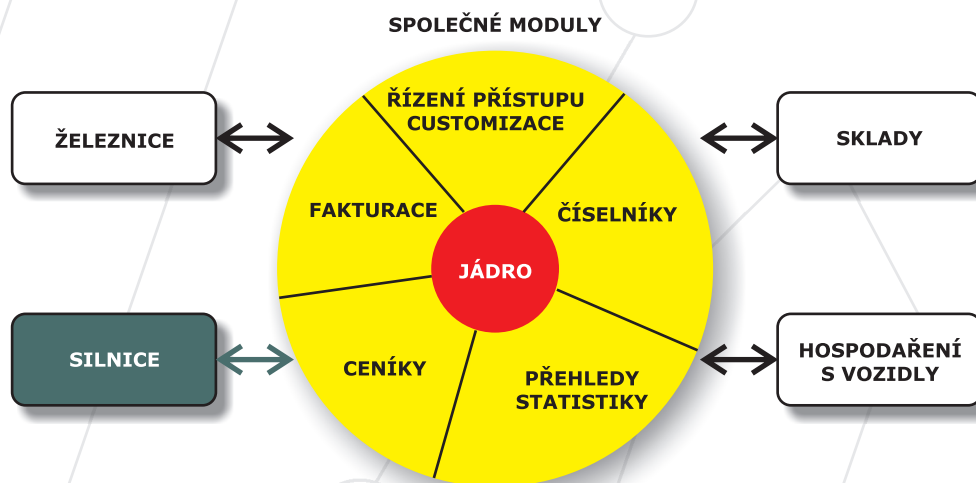 SPOLEČNÉ MODULY
ŘÍZENÍ PŘÍSTUPU
CUSTOMIZACE
ŽELEZNICE
SKLADY
FAKTURACE
ČÍSELNÍKY
JÁDRO
SILNICE
CENÍKY
PŘEHLEDY
STATISTIKY
HOSPODAŘENÍ
S VOZIDLY